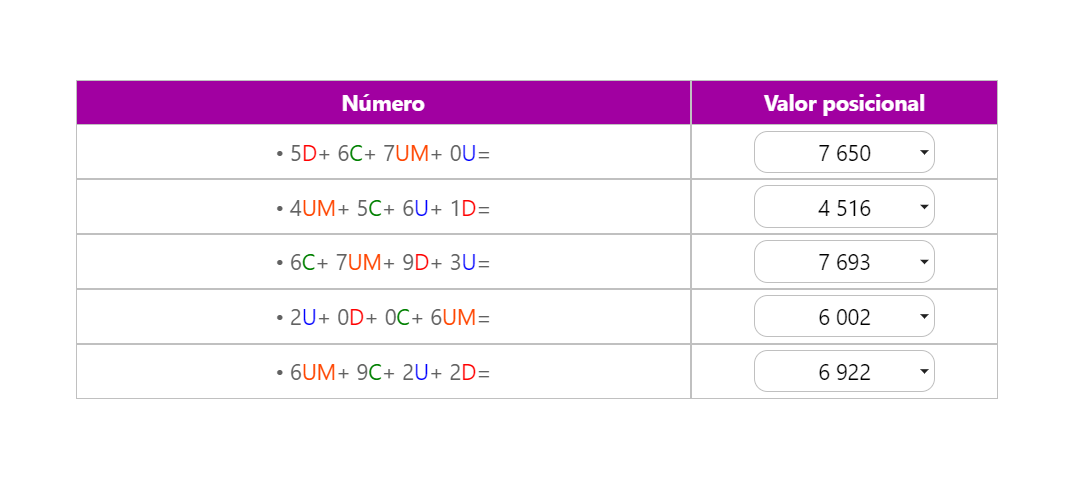 Número Valor posicional
• 5D+ 6C+ 7UM+ 0U= 7 650
• 4UM+ 5C+ 6U+ 1D= 4 516
• 6C+ 7UM+ 9D+ 3U= 7 693
• 2U+ 0D+ 0C+ 6UM= 6 002
• 6UM+ 9C+ 2U+ 2D= 6 922